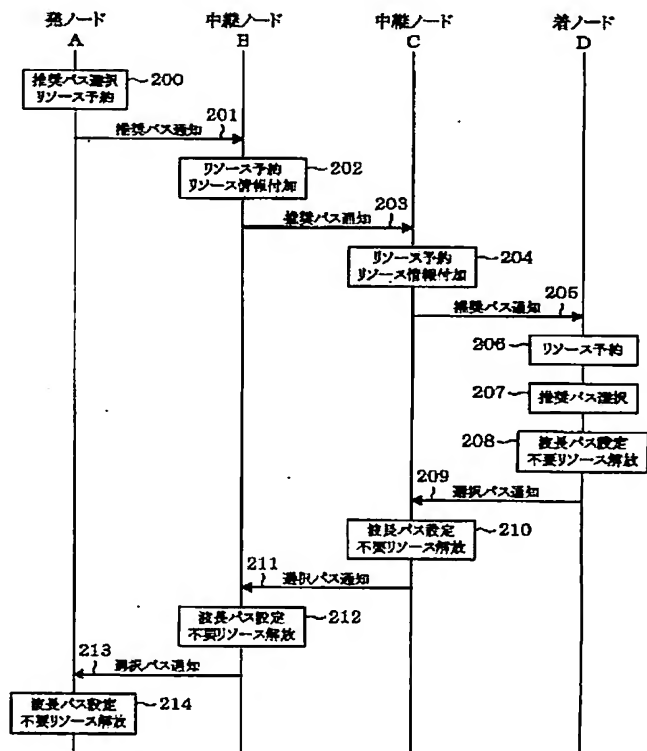 発ノード 中継ノード 中継ノード 着ノード
A B C D
推奨パス選択
リソース予約
200
201
推奨パス通知
リソース予約
リソース情報付加
202
203
推奨パス通知
リソース予約
リソース情報付加
204
205
推奨パス通知
206
リソース予約
207
推奨パス選択
208
波長パス設定
不要リソース解放
209
選択パス通知
波長パス設定
不要リソース解放
210
211
選択パス通知
波長パス設定
不要リソース解放
212
213
選択パス通知
波長パス設定
不要リソース解放
214